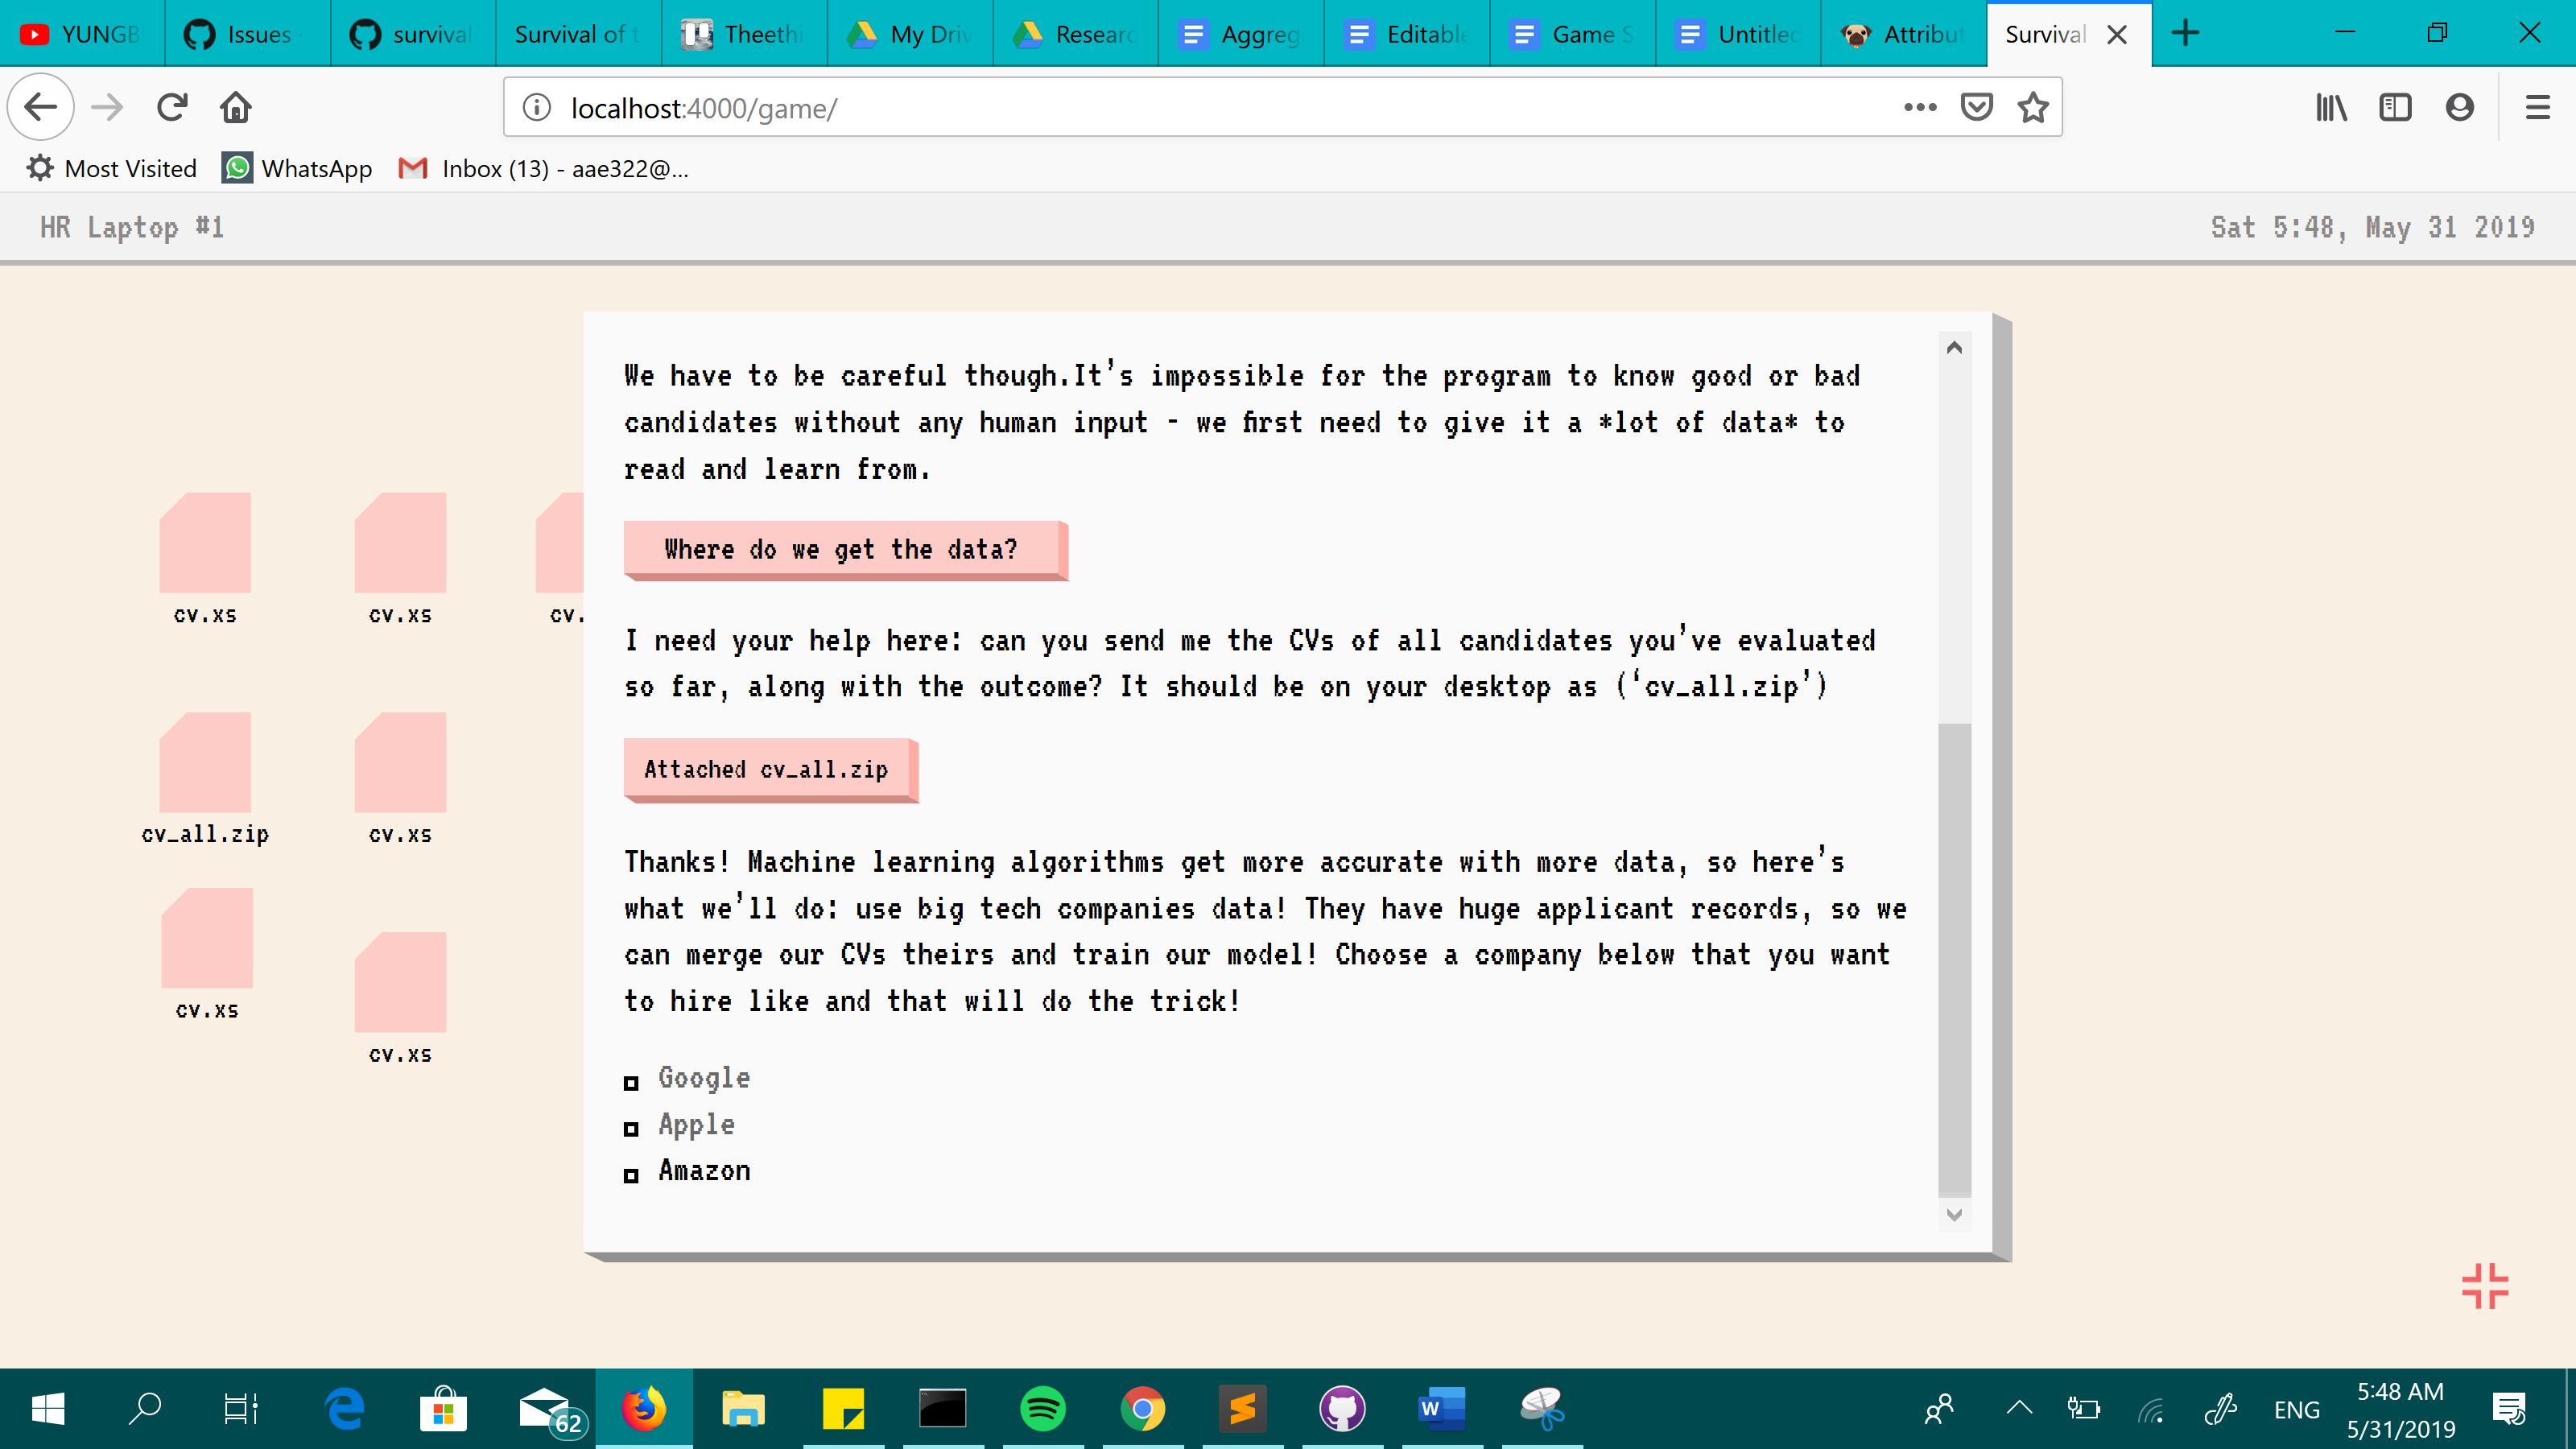 YUNGB
Issues
survival
Survival of t
Theethi
My Driv
Researc
Aggreg
Editable
Game S
Untitled
Attribut
Survival
localhost:4000/game/
Most Visited
WhatsApp
Inbox (13) - aae322@...
HR Laptop #1
Sat 5:48, May 31 2019
We have to be careful though.It's impossible for the program to know good or bad
candidates without any human input - we first need to give it a *lot of data* to
read and learn from.
Where do we get the data?
I need your help here: can you send me the CVs of all candidates you've evaluated
so far, along with the outcome? It should be on your desktop as (‘cv_all.zip’)
Attached cv_all.zip
Thanks! Machine learning algorithms get more accurate with more data, so here's
what we'll do: use big tech companies data! They have huge applicant records, so we
can merge our CVs theirs and train our model! Choose a company below that you want
to hire like and that will do the trick!
Google
Apple
Amazon
cv.xs
cv.xs
cv.
cv_all.zip
cv.xs
cv.xs
cv.xs
62
W
ENG
5:48 AM
5/31/2019